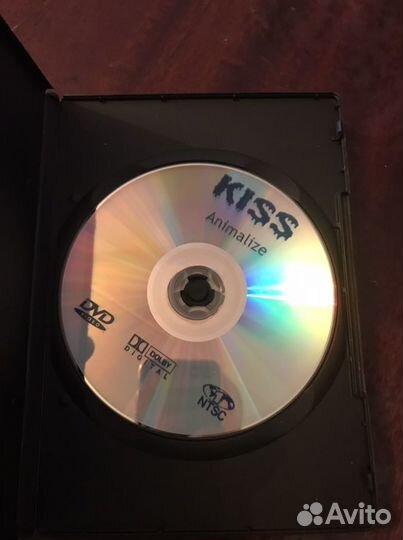 KISS
Animalize
DVD
VIDEO
DOLBY
DIGITAL
NTSC
Avito